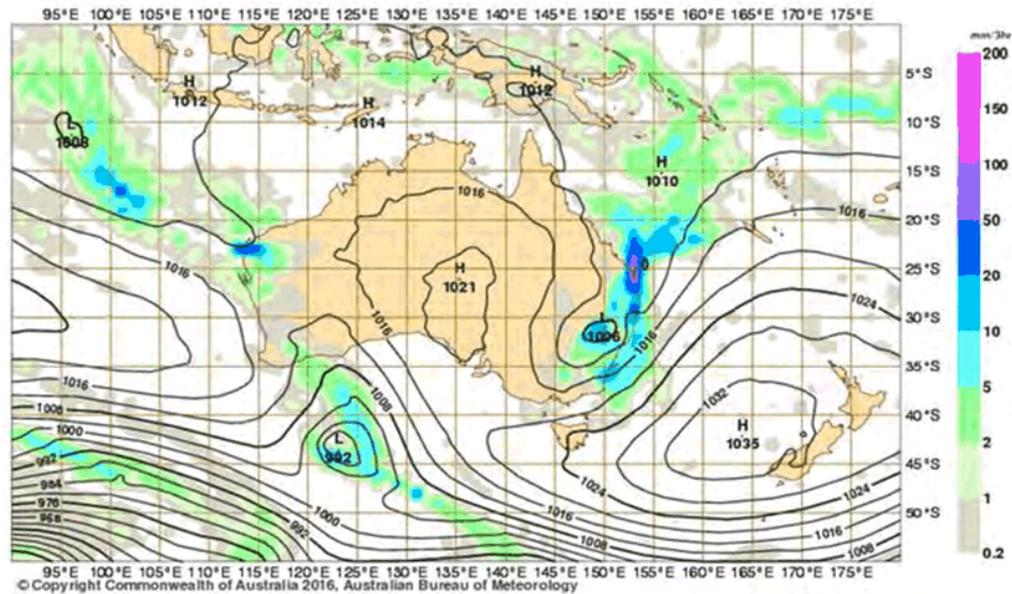 95°E 100°E 105°E 110°E 115°E 120°E 125°E 130°E 135°E 140°E 145°E 150°E 155°E 160°E 165°E 170°E 175°E
mm/3hr
200
5°S
H
1012
H
1012
H
1014
150
10°S
1008
H
1010
100
15°S
1016
1016
20°S
50
H
1021
0
25°S
1016
20
1024
30°S
1016
L
1006
1016
10
35°S
1016
1008
1032
5
1008
40°S
1000
L
992
H
1035
2
992
45°S
984
1024
1024
1
976
1000
1016
50°S
968
992
1008
1016
1008
0.2
95°E 100°E 105°E 110°E 115°E 120°E 125°E 130°E 135°E 140°E 145°E 150°E 155°E 160°E 165°E 170°E 175°E
© Copyright Commonwealth of Australia 2016, Australian Bureau of Meteorology